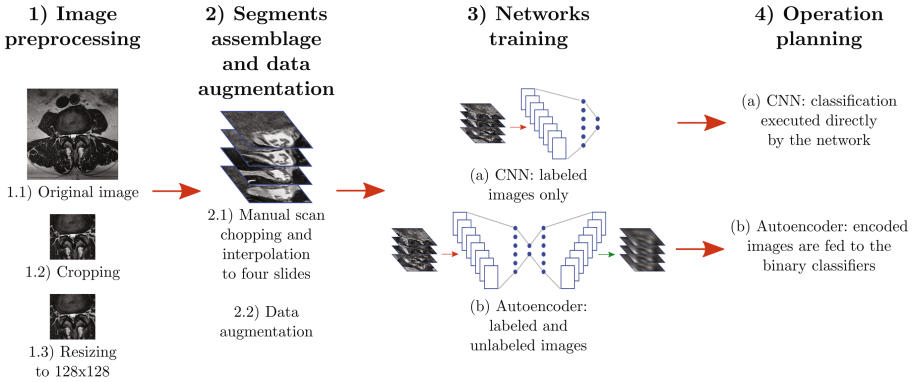 1) Image
preprocessing
1.1) Original image
1.2) Cropping
1.3) Resizing
to 128x128
2) Segments
assemblage
and data
augmentation
2.1) Manual scan
chopping and
interpolation
to four slides
2.2) Data
augmentation
3) Networks
training
(a) CNN: labeled
images only
(b) Autoencoder:
labeled and
unlabeled images
4) Operation
planning
(a) CNN: classification
executed directly
by the network
(b) Autoencoder: encoded
images are fed to the
binary classifiers